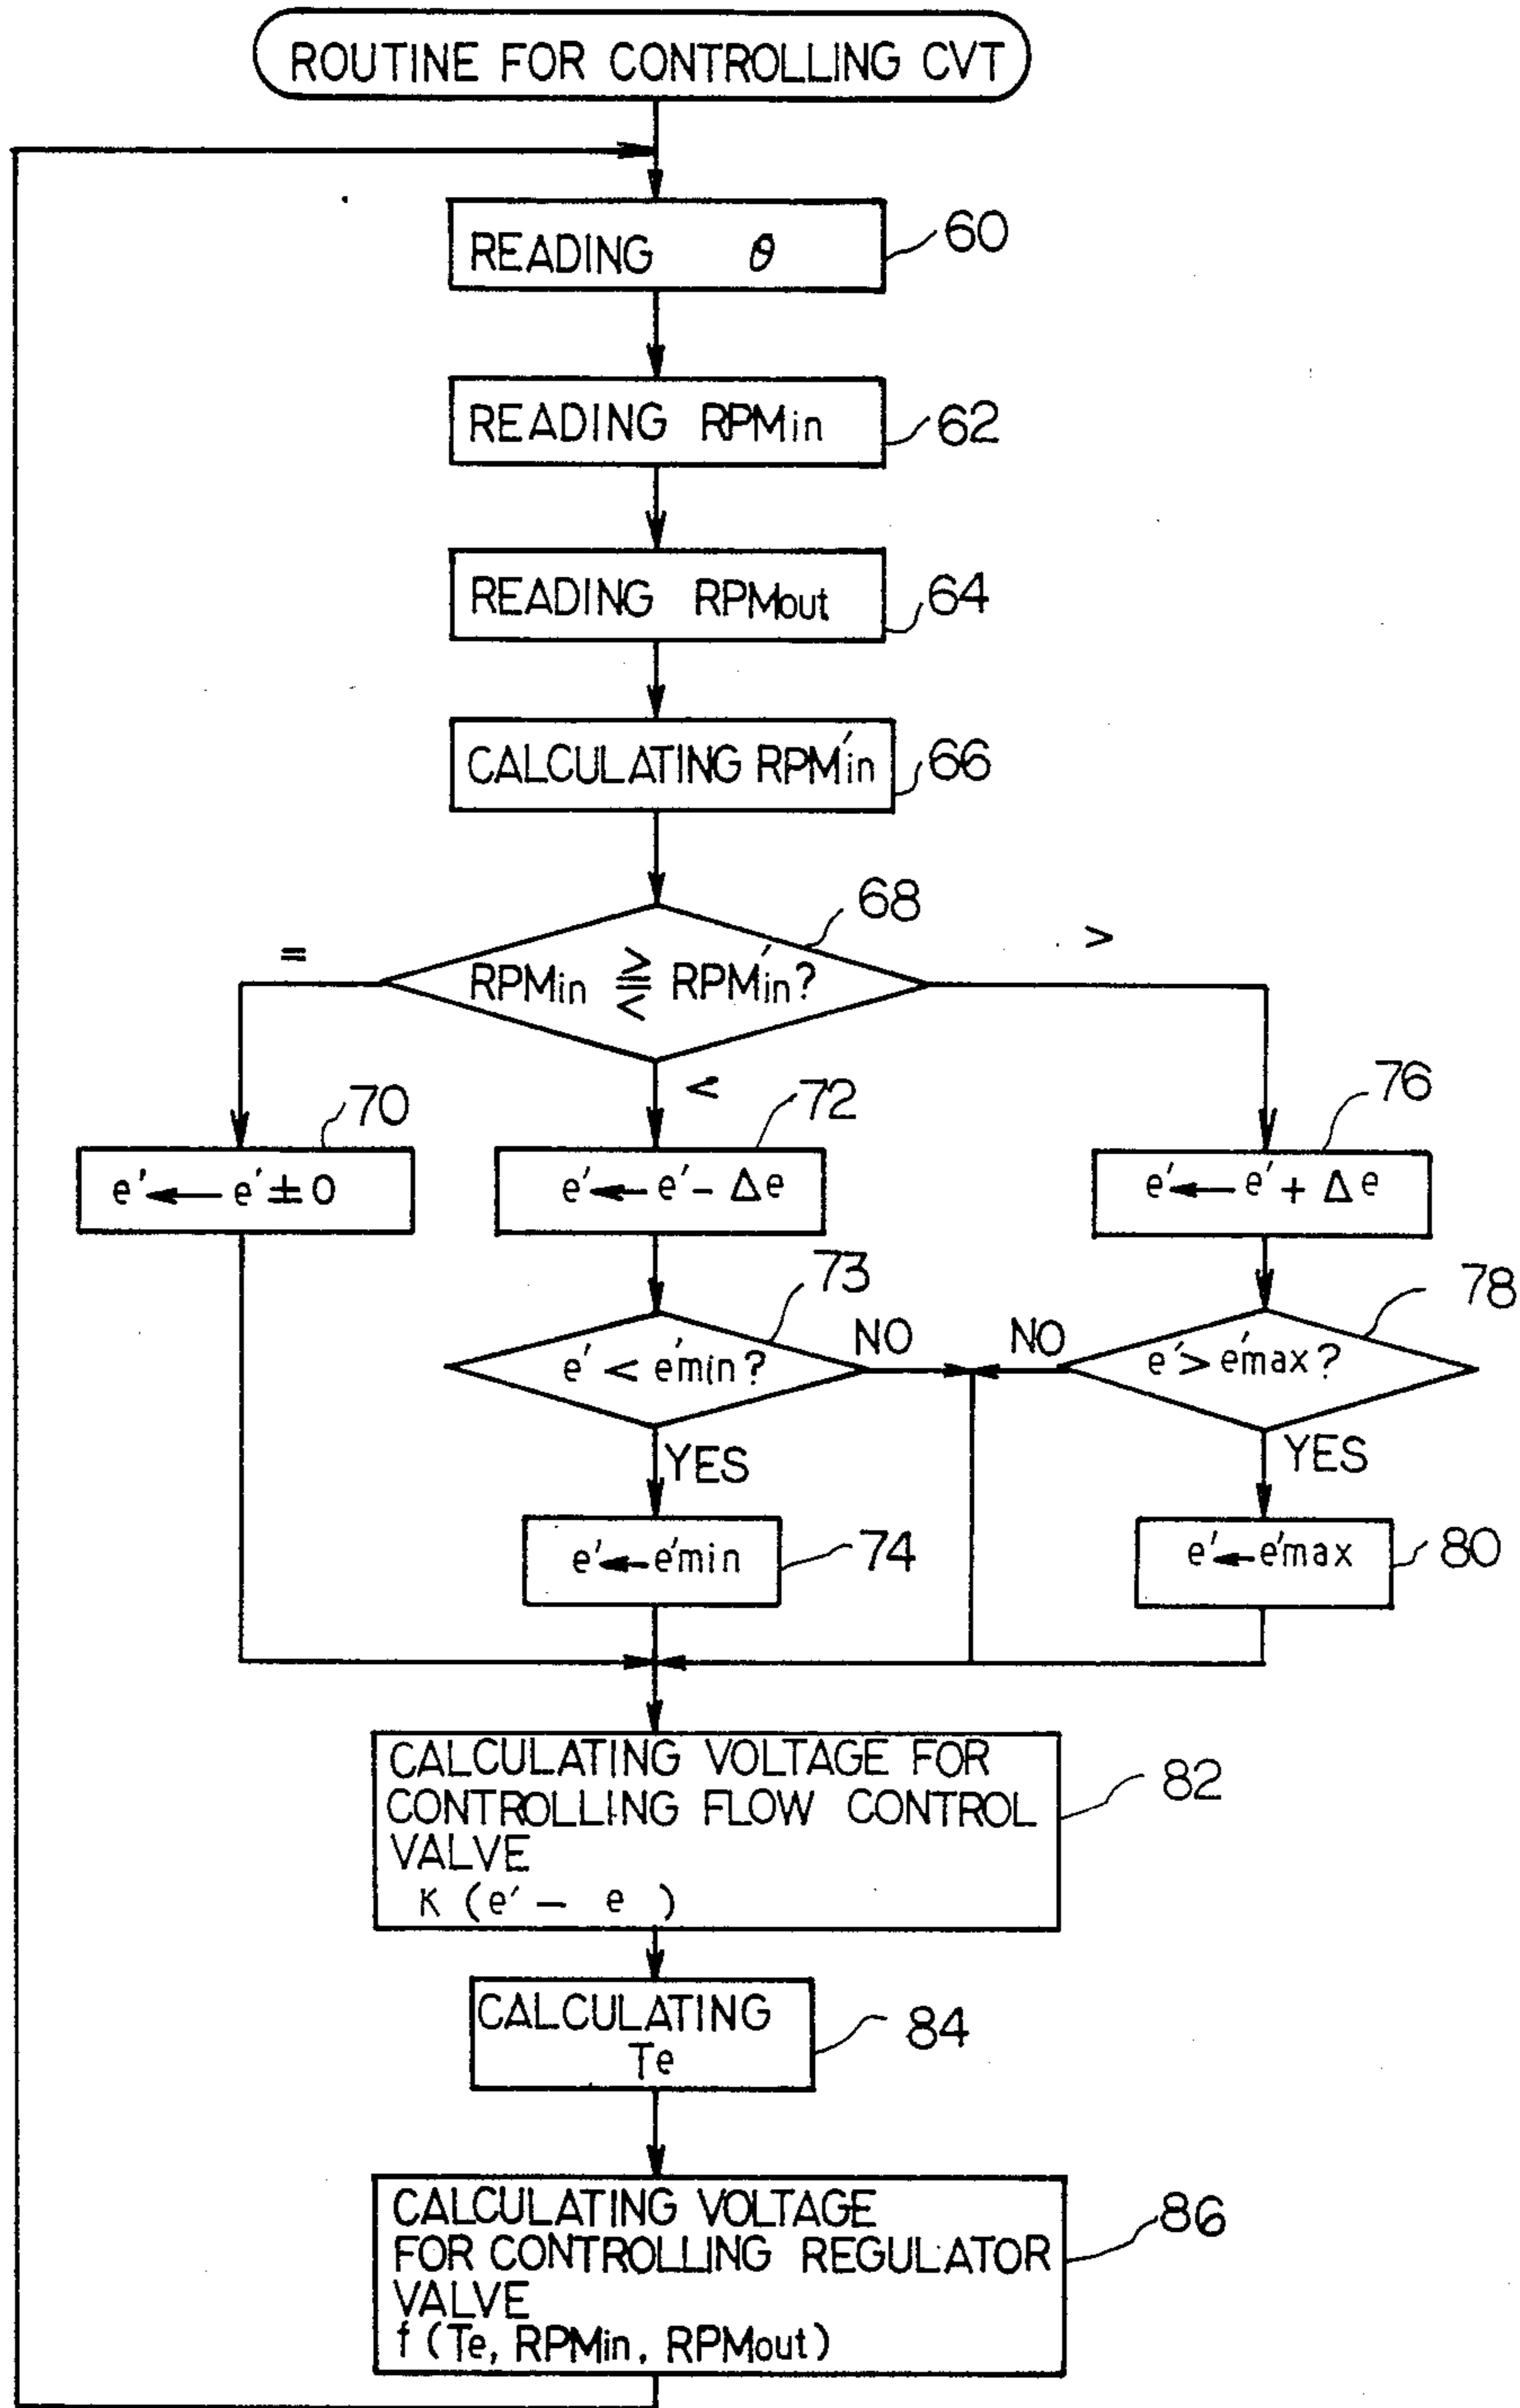 ROUTINE FOR CONTROLLING CVT
READING θ
60
READING RPMin
62
READING RPMout
64
CALCULATING RPM'in
66
68
=
>
RPMin ≧< RPM'in?
<
70
72
76
e' ← e' ± 0
e' ← e' - Δe
e' ← e' + Δe
73
78
e' < e'min?
NO
NO
e' > e'max?
YES
YES
e' ← e'min
74
e' ← e'max
80
CALCULATING VOLTAGE FOR
CONTROLLING FLOW CONTROL
VALVE
K (e' - e )
82
CALCULATING
Te
84
CALCULATING VOLTAGE
FOR CONTROLLING REGULATOR
VALVE
f (Te, RPMin, RPMout)
86